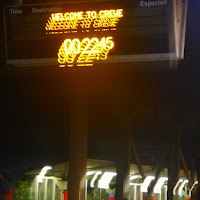 Time Destination Expected
WELCOME TO CREWE
00:22:45